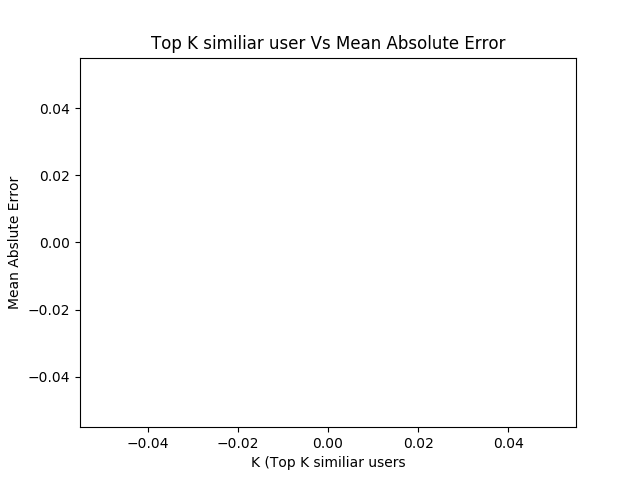 Top K similiar user Vs Mean Absolute Error
0.04
0.02
0.00
−0.02
−0.04
Mean Abslute Error
−0.04 −0.02 0.00 0.02 0.04
K (Top K similiar users